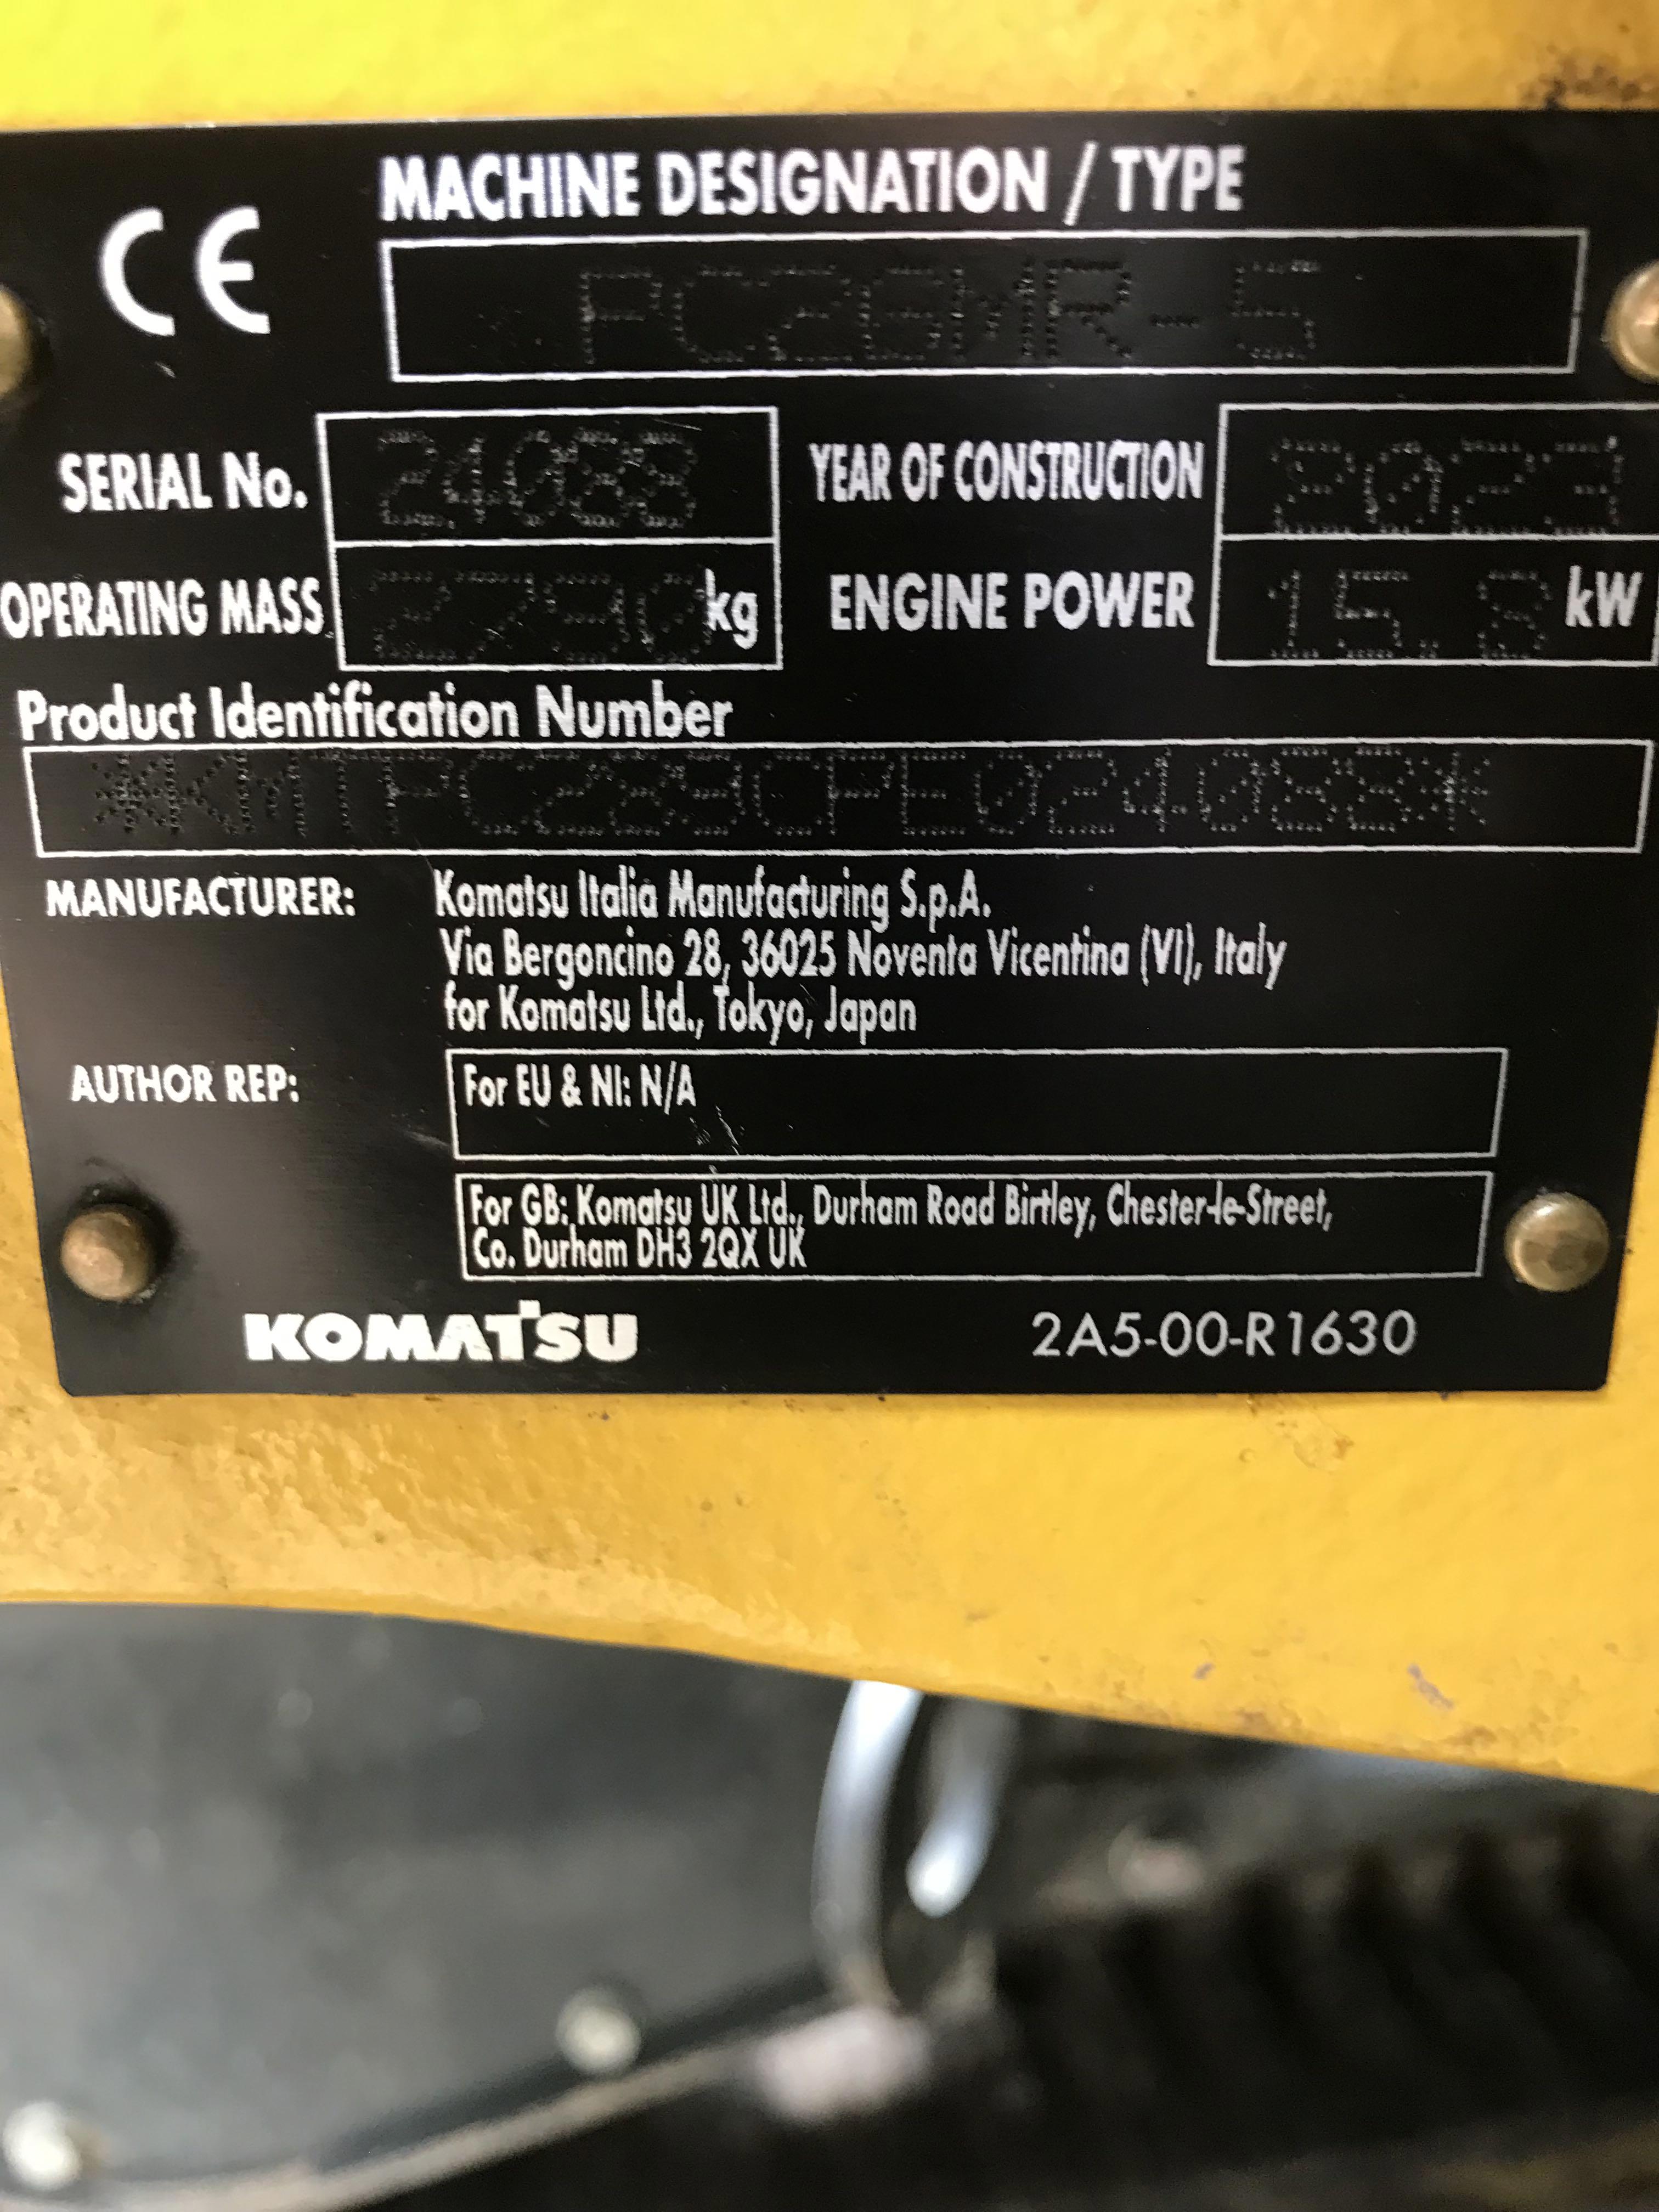 CE
MACHINE DESIGNATION / TYPE
PC26MR-5
SERIAL No. 24088 YEAR OF CONSTRUCTION
OPERATING MASS 2790 kg ENGINE POWER 15.8 kW
Product Identification Number
MANUFACTURER: Komatsu Italia Manufacturing S.p.A.
Via Bergoncino 28, 36025 Noventa Vicentina (VI), Italy
for Komatsu Ltd., Tokyo, Japan
AUTHOR REP: For EU & NI: N/A
For GB: Komatsu UK Ltd., Durham Road Birtley, Chester-le-Street,
Co. Durham DH3 2QX UK
KOMATSU 2A5-00-R1630